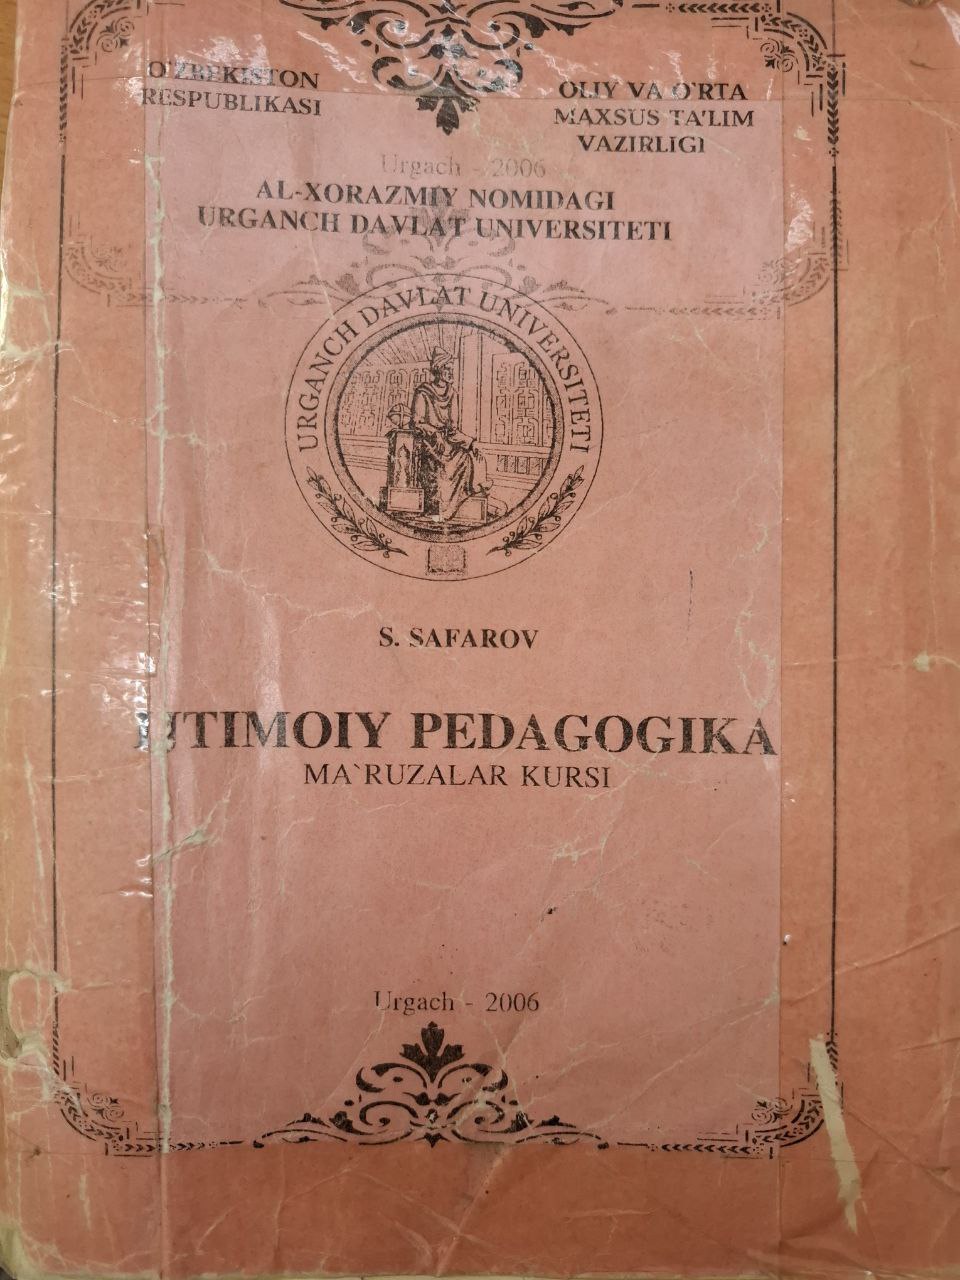 O'ZBEKISTON
RESPUBLIKASI
OLIY VA O'RTA
MAXSUS TA'LIM
VAZIRLIGI
Urgach - 2006
AL-XORAZMIY NOMIDAGI
URGANCH DAVLAT UNIVERSITETI
URGANCH DAVLAT UNIVERSITETI
S. SAFAROV
IJTIMOIY PEDAGOGIKA
MA`RUZALAR KURSI
Urgach - 2006